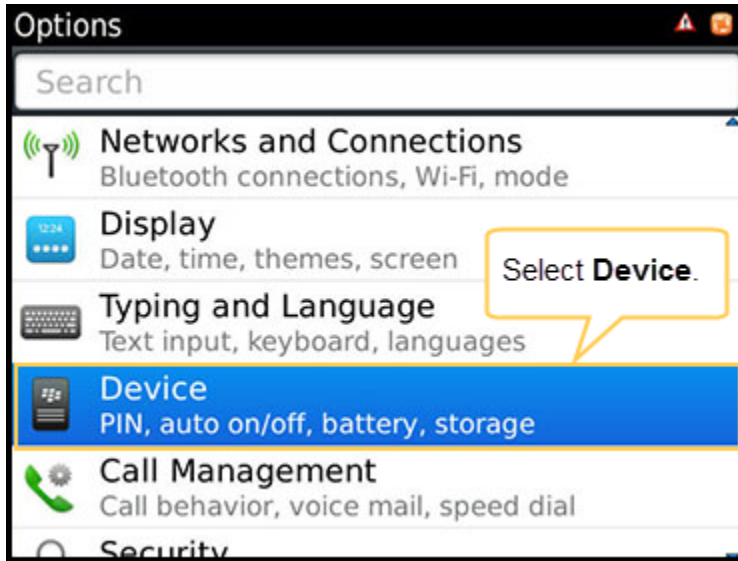 Options
Search
Networks and Connections
Bluetooth connections, Wi-Fi, mode
12:24
Display
Date, time, themes, screen
Select Device.
Typing and Language
Text input, keyboard, languages
Device
PIN, auto on/off, battery, storage
Call Management
Call behavior, voice mail, speed dial
Security